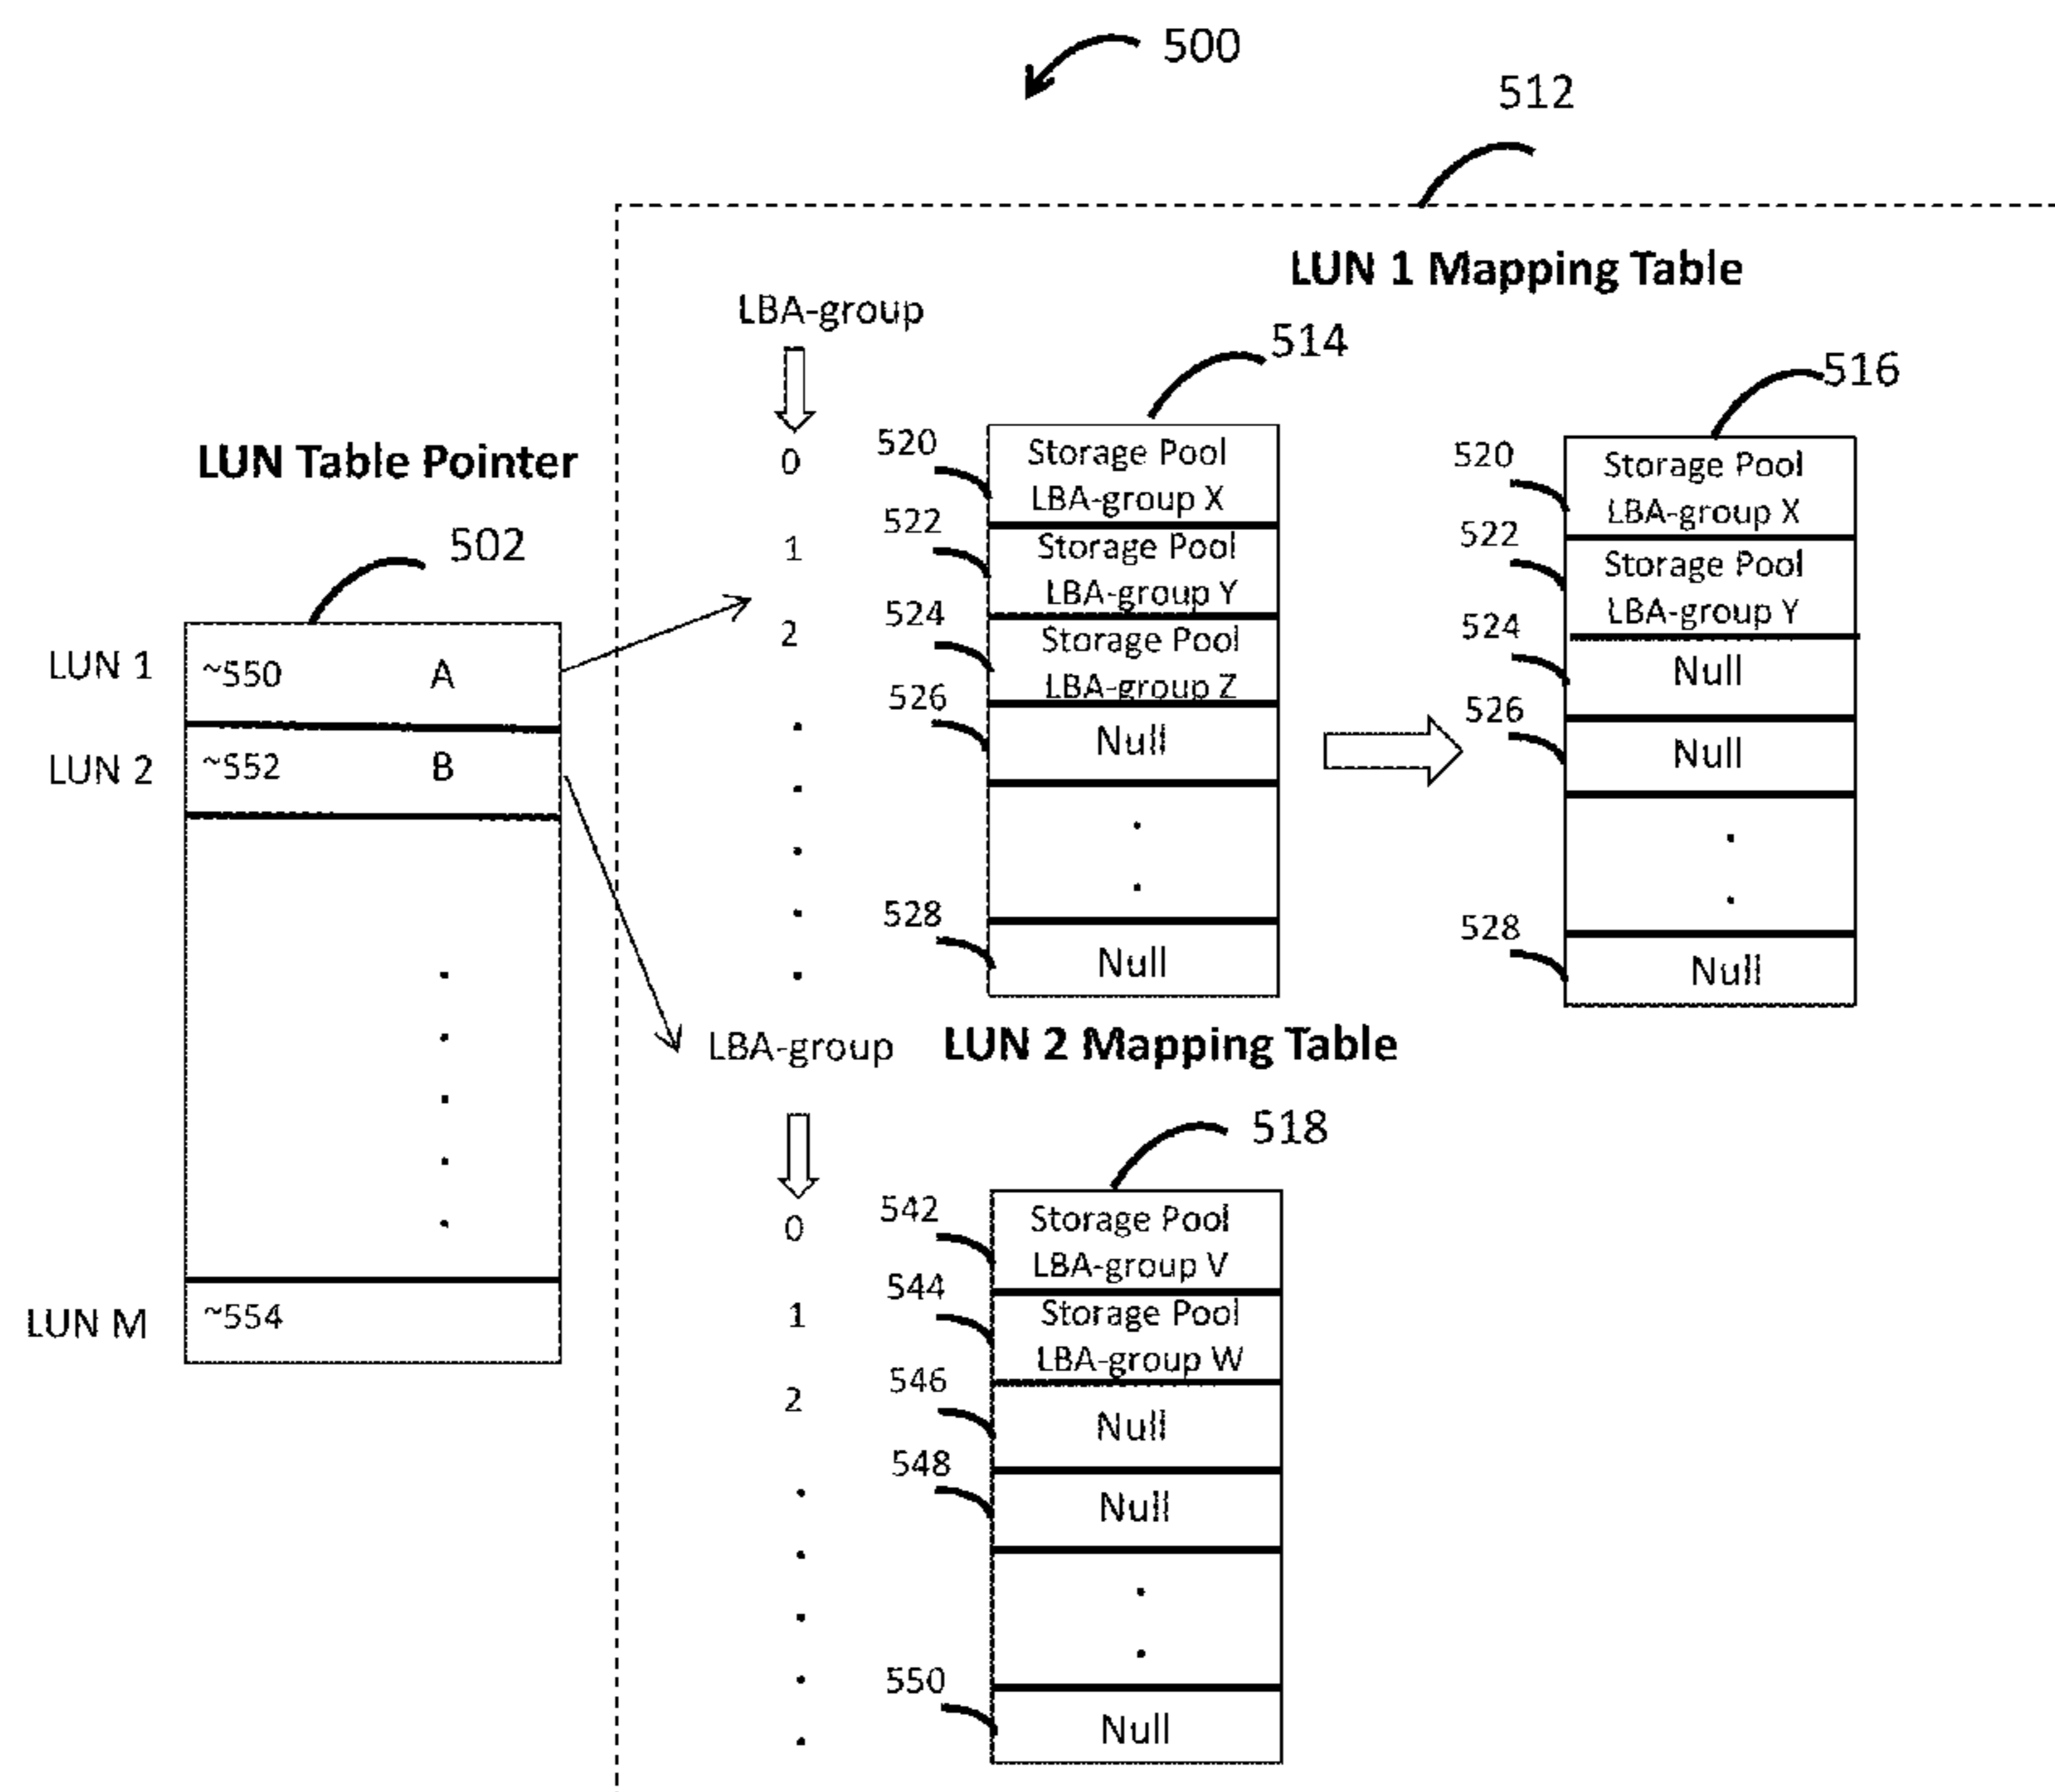 500
512
LUN 1 Mapping Table
LBA-group
514
516
LUN Table Pointer
502
LUN 1
~550 A
LUN 2
~552 B
LUN M
~554
0
1
2
520
Storage Pool
LBA-group X
522
Storage Pool
LBA-group Y
524
Storage Pool
LBA-group Z
526
Null
528
Null
520
Storage Pool
LBA-group X
522
Storage Pool
LBA-group Y
524
Null
526
Null
528
Null
LBA-group
LUN 2 Mapping Table
518
0
1
2
542
Storage Pool
LBA-group V
544
Storage Pool
LBA-group W
546
Null
548
Null
550
Null